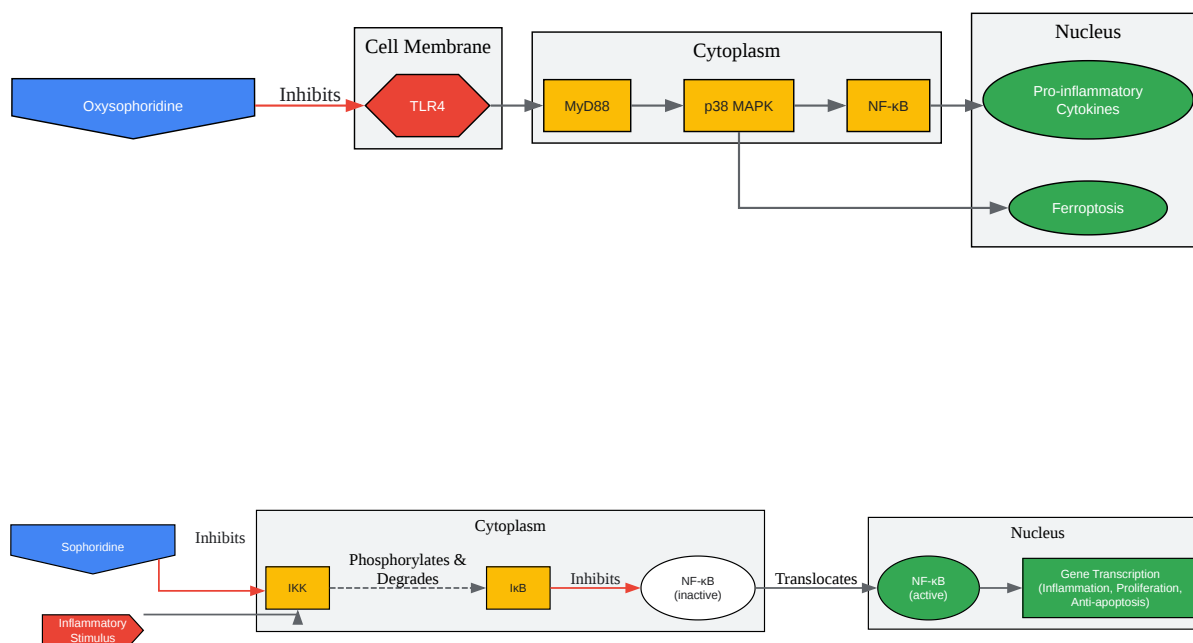 Cell Membrane
Cytoplasm
Nucleus
Oxysophoridine
Inhibits
TLR4
MyD88
p38 MAPK
NF-κB
Pro-inflammatory
Cytokines
Ferroptosis
Cytoplasm
Nucleus
Sophoridine
Inhibits
IKK
Phosphorylates &
Degrades
IκB
Inhibits
NF-κB
(inactive)
Translocates
NF-κB
(active)
Gene Transcription
(Inflammation, Proliferation,
Anti-apoptosis)
Inflammatory
Stimulus